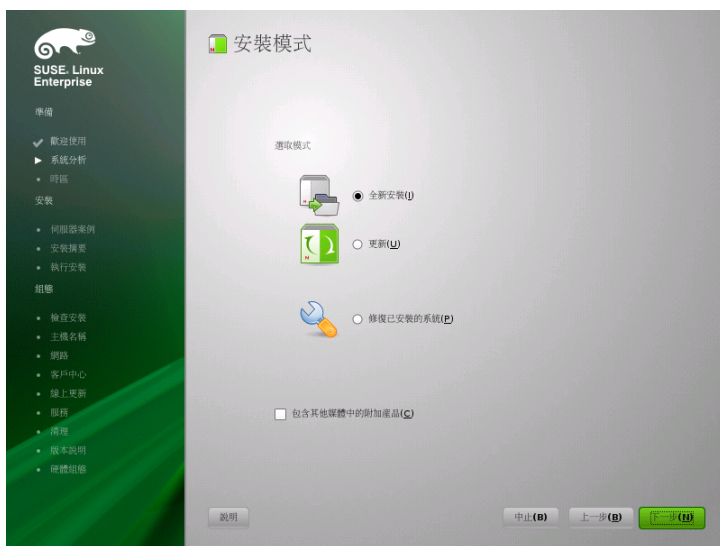 SUSE. Linux
Enterprise
準備
歡迎使用
系統分析
時區
安裝
伺服器案例
安裝摘要
執行安裝
組態
檢查安裝
主機名稱
網路
客戶中心
線上更新
服務
清理
版本說明
硬體組態
安裝模式
選取模式
全新安裝(I)
更新(U)
修復已安裝的系統(P)
包含其他媒體中的附加產品(C)
說明
中止(B)
上一步(B)
下一步(N)